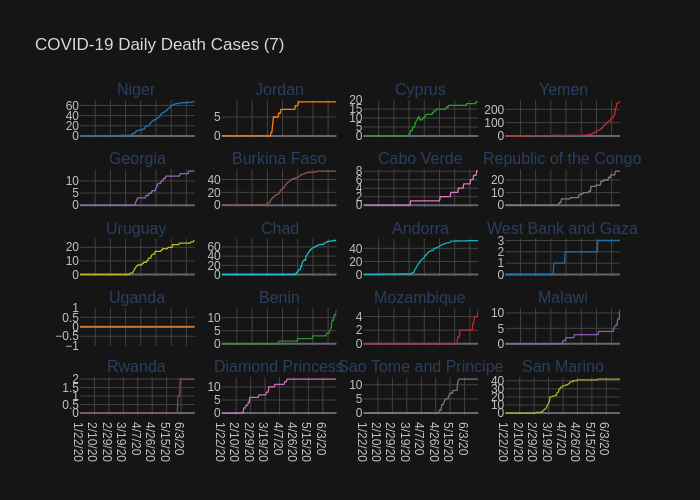 COVID-19 Daily Death Cases (7)
Niger Jordan Cyprus Yemen
60 40 20 0
5 0
20 15 10 5 0
200 100 0
Georgia Burkina Faso Cabo Verde Republic of the Congo
10 5 0
40 20 0
8 6 4 2 0
20 10 0
Uruguay Chad Andorra West Bank and Gaza
20 10 0
60 40 20 0
40 20 0
3 2 1 0
Uganda Benin Mozambique Malawi
1 0.5 0 −0.5 −1
10 5 0
4 2 0
10 5 0
Rwanda Diamond Princess Sao Tome and Principe San Marino
2 1.5 1 0.5 0
10 5 0
10 5 0
40 30 20 10 0
1/22/20 2/10/20 2/29/20 3/19/20 4/7/20 4/26/20 5/15/20 6/3/20
1/22/20 2/10/20 2/29/20 3/19/20 4/7/20 4/26/20 5/15/20 6/3/20
1/22/20 2/10/20 2/29/20 3/19/20 4/7/20 4/26/20 5/15/20 6/3/20
1/22/20 2/10/20 2/29/20 3/19/20 4/7/20 4/26/20 5/15/20 6/3/20